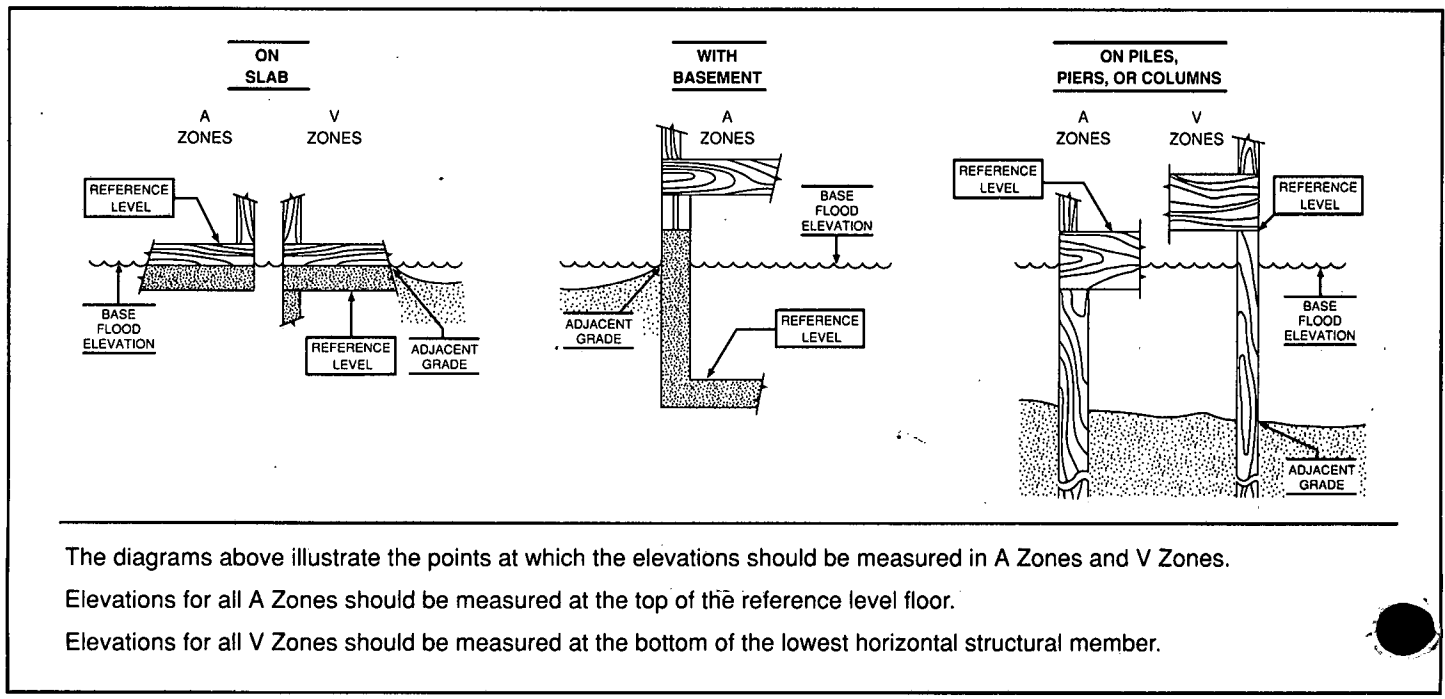 ON
SLAB
A
ZONES
V
ZONES
REFERENCE
LEVEL
BASE
FLOOD
ELEVATION
REFERENCE
LEVEL
ADJACENT
GRADE
WITH
BASEMENT
A
ZONES
BASE
FLOOD
ELEVATION
ADJACENT
GRADE
REFERENCE
LEVEL
ON PILES,
PIERS, OR COLUMNS
A
ZONES
V
ZONES
REFERENCE
LEVEL
REFERENCE
LEVEL
BASE
FLOOD
ELEVATION
ADJACENT
GRADE
The diagrams above illustrate the points at which the elevations should be measured in A Zones and V Zones.
Elevations for all A Zones should be measured at the top of the reference level floor.
Elevations for all V Zones should be measured at the bottom of the lowest horizontal structural member.